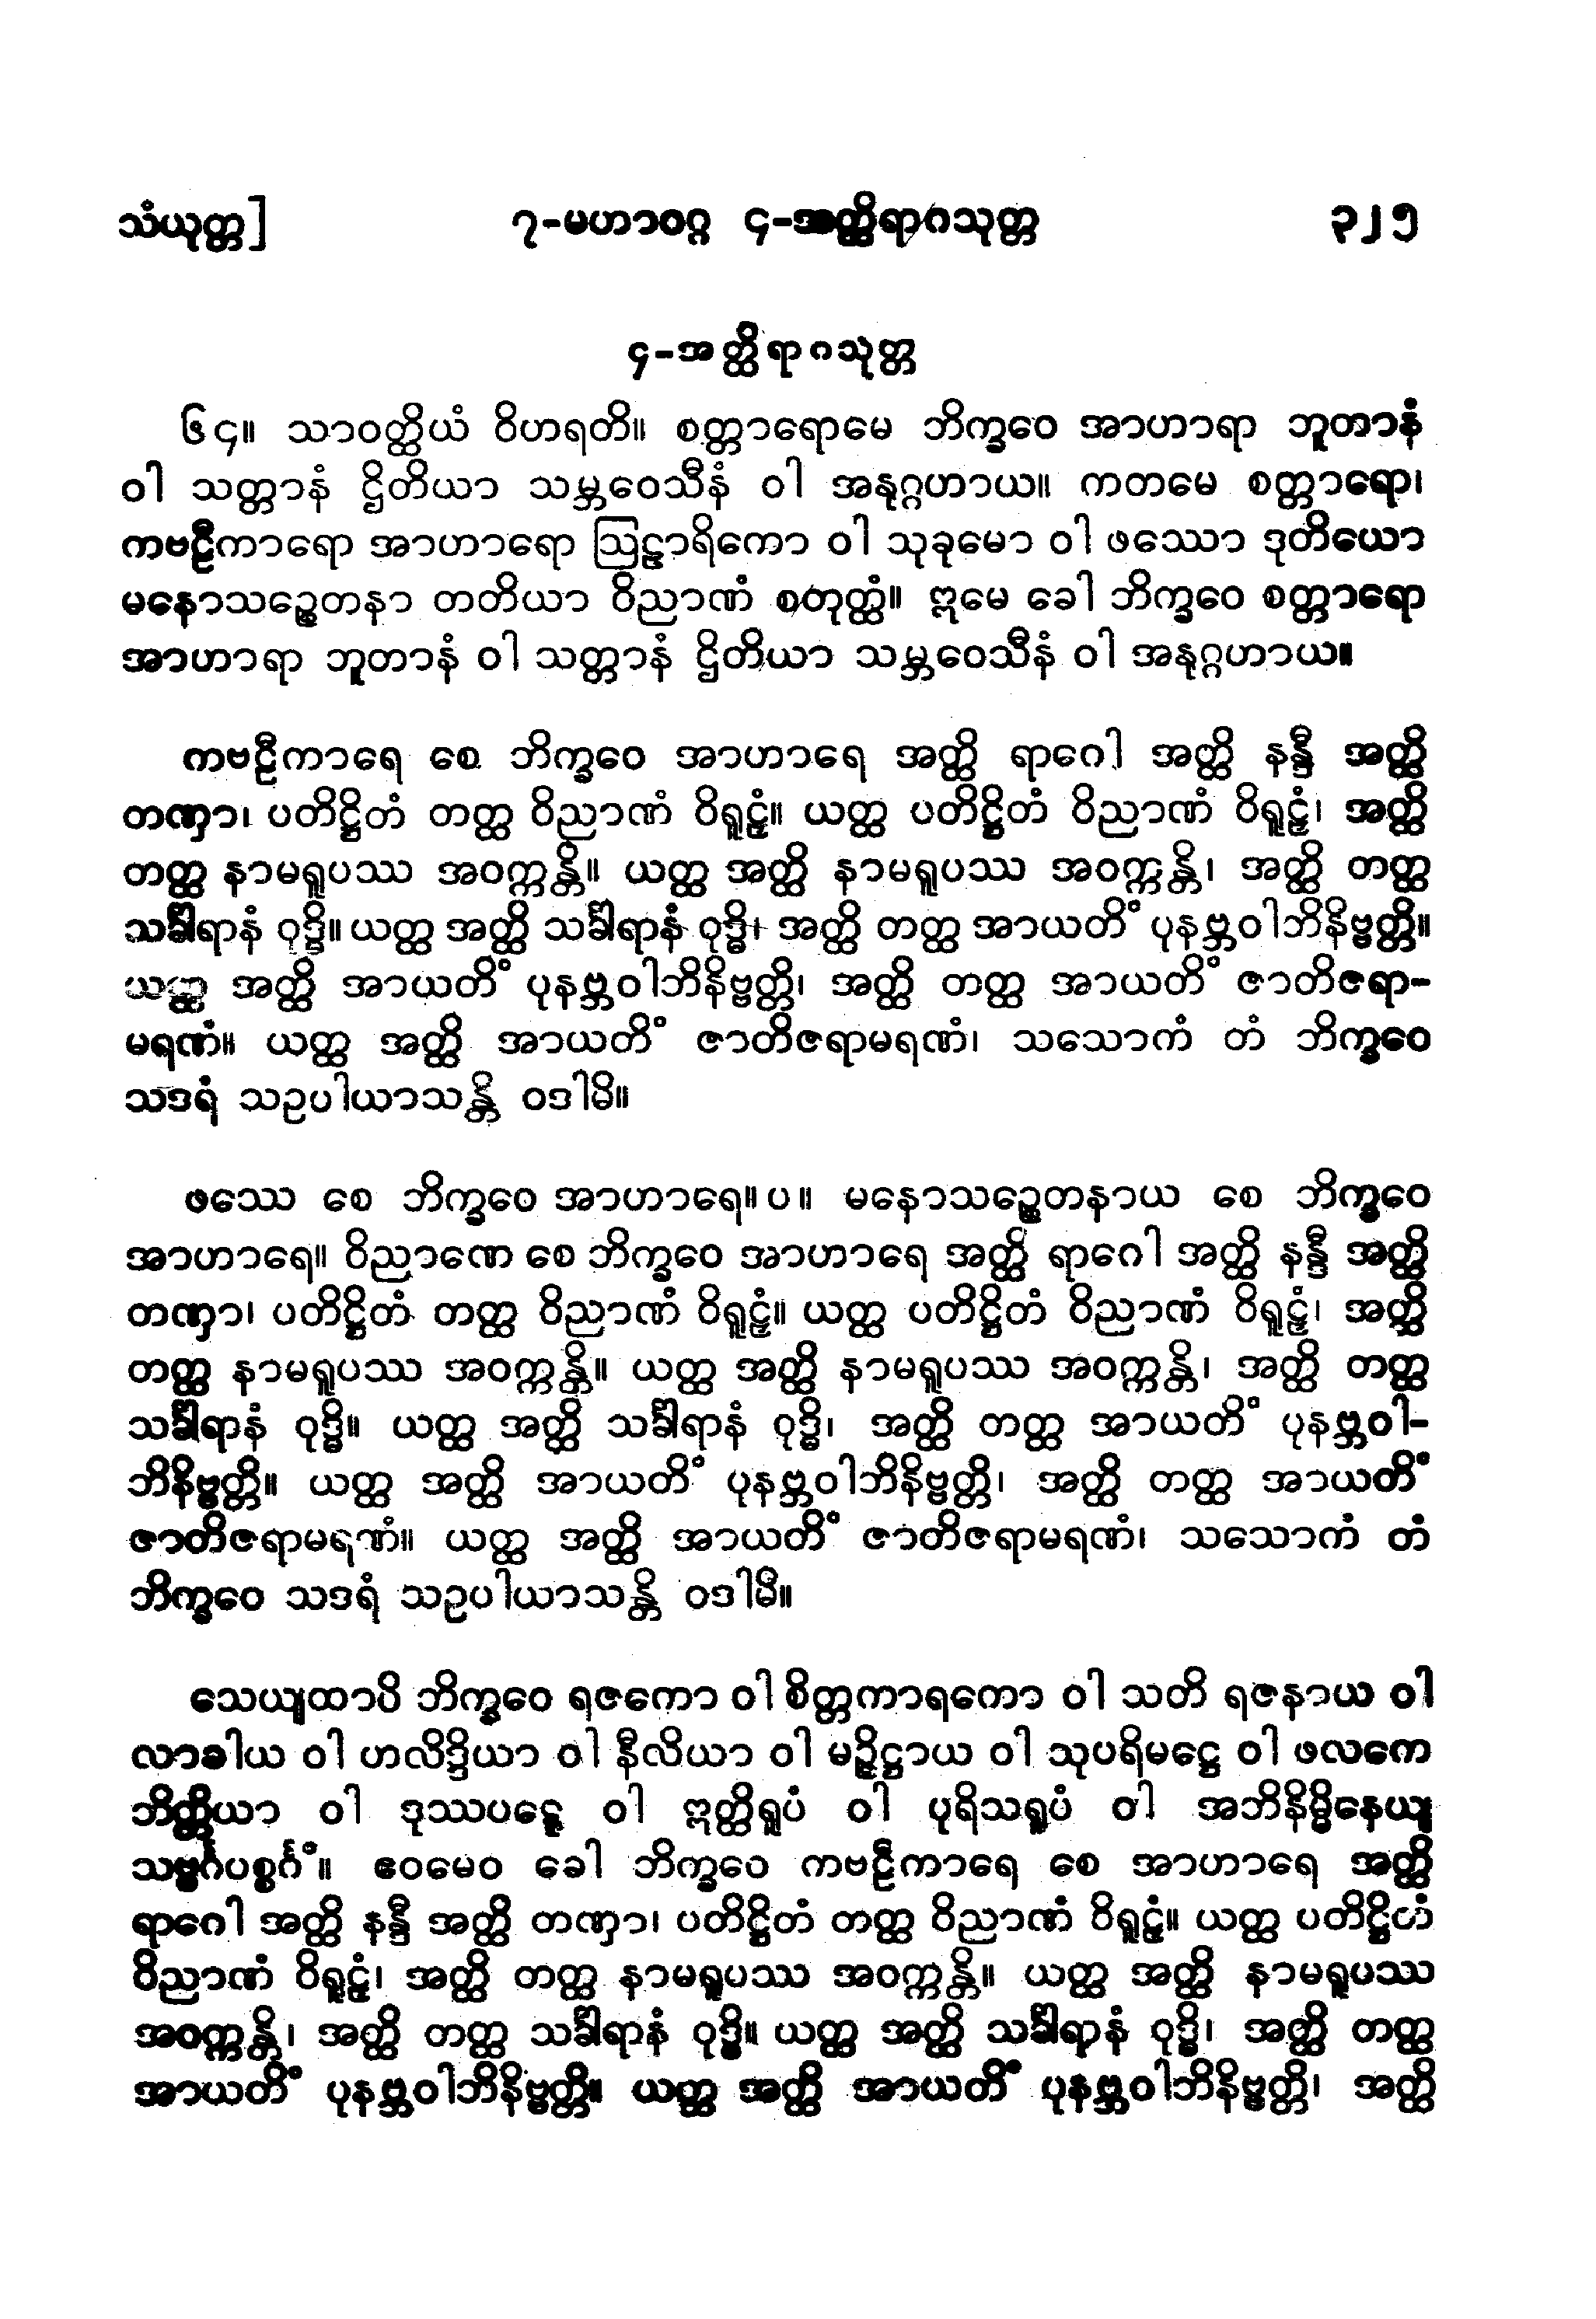 သံယုတ္တ]	၇-မဟာဝဂ္ဂ ၄-အတ္ထိရာဂသုတ္တ	၃၂၅
၄-အတ္ထိရာဂသုတ္တ
၆၄။ သာဝတ္ထိယံ ဝိဟရတိ။ စတ္တာရောမေ ဘိက္ခဝေ အာဟာရာ ဘူတာနံ
ဝါ သတ္တာနံ ဌိတိယာ သမ္ဘဝေသီနံ ဝါ အနုဂ္ဂဟာယ။ ကတမေ စတ္တာရော၊
ကဗဠီကာရော အာဟာရော ဩဠာရိကော ဝါ သုခုမော ဝါ ဖဿော ဒုတိယော
မနောသဉ္စေတနာ တတိယာ ဝိညာဏံ စတုတ္ထံ။ ဣမေ ခေါ ဘိက္ခဝေ စတ္တာရော
အာဟာရာ ဘူတာနံ ဝါ သတ္တာနံ ဌိတိယာ သမ္ဘဝေသီနံ ဝါ အနုဂ္ဂဟာယ။
ကဗဠီကာရေ စေ ဘိက္ခဝေ အာဟာရေ အတ္ထိ ရာဂေါ အတ္ထိ နန္ဒီ အတ္ထိ
တဏှာ၊ ပတိဋ္ဌိတံ တတ္ထ ဝိညာဏံ ဝိရူဠှံ။ ယတ္ထ ပတိဋ္ဌိတံ ဝိညာဏံ ဝိရူဠှံ၊ အတ္ထိ
တတ္ထ နာမရူပဿ အဝက္ကန္တိ။ ယတ္ထ အတ္ထိ နာမရူပဿ အဝက္ကန္တိ၊ အတ္ထိ တတ္ထ
သင်္ခါရာနံ ဝုဒ္ဓိ။ ယတ္ထ အတ္ထိ သင်္ခါရာနံ ဝုဒ္ဓိ၊ အတ္ထိ တတ္ထ အာယတိံ ပုနဗ္ဘဝါဘိနိဗ္ဗတ္တိ။
ယတ္ထ အတ္ထိ အာယတိံ ပုနဗ္ဘဝါဘိနိဗ္ဗတ္တိ၊ အတ္ထိ တတ္ထ အာယတိံ ဇာတိဇရာ-
မရဏံ။ ယတ္ထ အတ္ထိ အာယတိံ ဇာတိဇရာမရဏံ၊ သသောကံ တံ ဘိက္ခဝေ
သဒရံ သဥပါယာသန္တိ ဝဒါမိ။
ဖဿေ စေ ဘိက္ခဝေ အာဟာရေ။ ပ။ မနောသဉ္စေတနာယ စေ ဘိက္ခဝေ
အာဟာရေ။ ဝိညာဏေ စေ ဘိက္ခဝေ အာဟာရေ အတ္ထိ ရာဂေါ အတ္ထိ နန္ဒီ အတ္ထိ
တဏှာ၊ ပတိဋ္ဌိတံ တတ္ထ ဝိညာဏံ ဝိရူဠှံ။ ယတ္ထ ပတိဋ္ဌိတံ ဝိညာဏံ ဝိရူဠှံ၊ အတ္ထိ
တတ္ထ နာမရူပဿ အဝက္ကန္တိ။ ယတ္ထ အတ္ထိ နာမရူပဿ အဝက္ကန္တိ၊ အတ္ထိ တတ္ထ
သင်္ခါရာနံ ဝုဒ္ဓိ။ ယတ္ထ အတ္ထိ သင်္ခါရာနံ ဝုဒ္ဓိ၊ အတ္ထိ တတ္ထ အာယတိံ ပုနဗ္ဘဝါ-
ဘိနိဗ္ဗတ္တိ။ ယတ္ထ အတ္ထိ အာယတိံ ပုနဗ္ဘဝါဘိနိဗ္ဗတ္တိ၊ အတ္ထိ တတ္ထ အာယတိံ
ဇာတိဇရာမရဏံ။ ယတ္ထ အတ္ထိ အာယတိံ ဇာတိဇရာမရဏံ၊ သသောကံ တံ
ဘိက္ခဝေ သဒရံ သဥပါယာသန္တိ ဝဒါမိ။
သေယျထာပိ ဘိက္ခဝေ ရဇကော ဝါ စိတ္တကာရကော ဝါ သတိ ရဇနာယ ဝါ
လာခါယ ဝါ ဟလိဒ္ဒိယာ ဝါ နီလိယာ ဝါ မဉ္ဇိဋ္ဌာယ ဝါ သုပရိမဋ္ဌေ ဝါ ဖလကေ
ဘိတ္တိယာ ဝါ ဒုဿပဋ္ဋေ ဝါ ဣတ္ထိရူပံ ဝါ ပုရိသရူပံ ဝါ အဘိနိမ္မိနေယျ
သဗ္ဗင်္ဂပစ္စင်္ဂိံ။ ဧဝမေဝ ခေါ ဘိက္ခဝေ ကဗဠီကာရေ စေ အာဟာရေ အတ္ထိ
ရာဂေါ အတ္ထိ နန္ဒီ အတ္ထိ တဏှာ၊ ပတိဋ္ဌိတံ တတ္ထ ဝိညာဏံ ဝိရူဠှံ။ ယတ္ထ ပတိဋ္ဌိတံ
ဝိညာဏံ ဝိရူဠှံ၊ အတ္ထိ တတ္ထ နာမရူပဿ အဝက္ကန္တိ။ ယတ္ထ အတ္ထိ နာမရူပဿ
အဝက္ကန္တိ၊ အတ္ထိ တတ္ထ သင်္ခါရာနံ ဝုဒ္ဓိ။ ယတ္ထ အတ္ထိ သင်္ခါရာနံ ဝုဒ္ဓိ၊ အတ္ထိ တတ္ထ
အာယတိံ ပုနဗ္ဘဝါဘိနိဗ္ဗတ္တိ။ ယတ္ထ အတ္ထိ အာယတိံ ပုနဗ္ဘဝါဘိနိဗ္ဗတ္တိ၊ အတ္ထိ